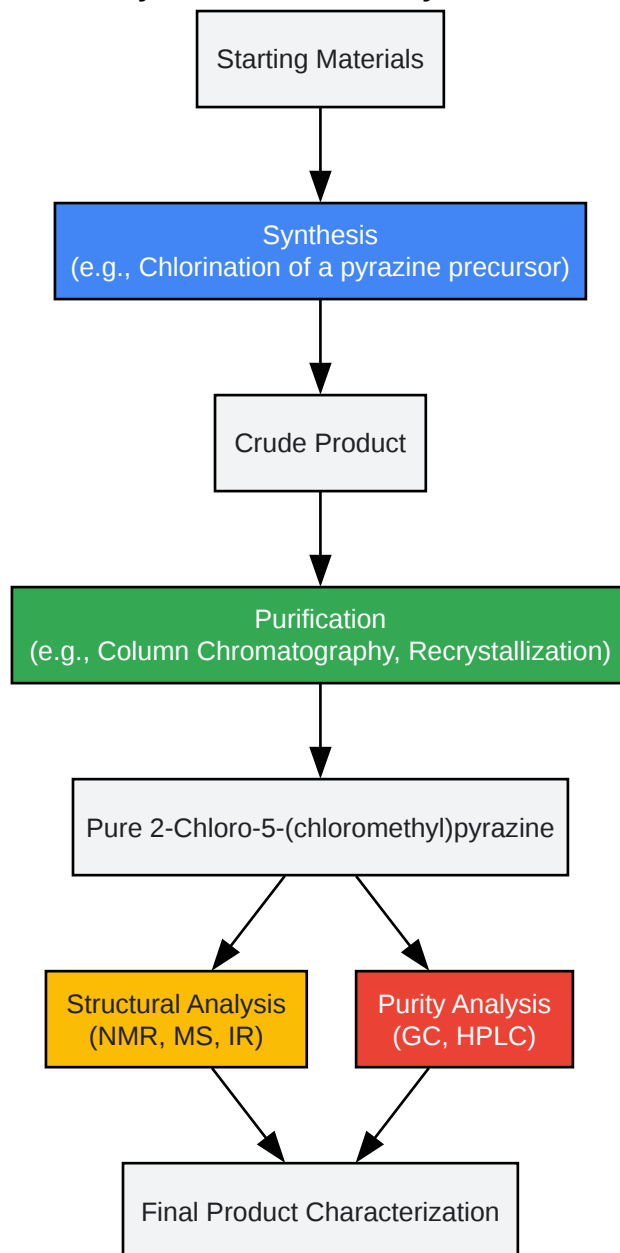 Starting Materials
Synthesis
(e.g., Chlorination of a pyrazine precursor)
Crude Product
Purification
(e.g., Column Chromatography, Recrystallization)
Pure 2-Chloro-5-(chloromethyl)pyrazine
Structural Analysis
(NMR, MS, IR)
Purity Analysis
(GC, HPLC)
Final Product Characterization